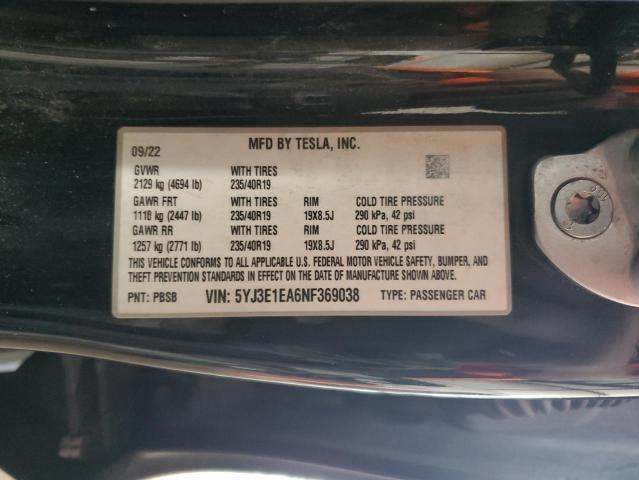 MFD BY TESLA, INC.
09/22
GVWR WITH TIRES
2129 kg (4694 lb) 235/40R19
GAWR FRT WITH TIRES RIM COLD TIRE PRESSURE
1110 kg (2447 lb) 235/40R19 19X8.5J 290 kPa, 42 psi
GAWR RR WITH TIRES RIM COLD TIRE PRESSURE
1257 kg (2771 lb) 235/40R19 19X8.5J 290 kPa, 42 psi
THIS VEHICLE CONFORMS TO ALL APPLICABLE U.S. FEDERAL MOTOR VEHICLE SAFETY, BUMPER, AND
THEFT PREVENTION STANDARDS IN EFFECT ON THE DATE OF MANUFACTURE SHOWN ABOVE.
PNT: PBSB VIN: 5YJ3E1EA6NF369038 TYPE: PASSENGER CAR